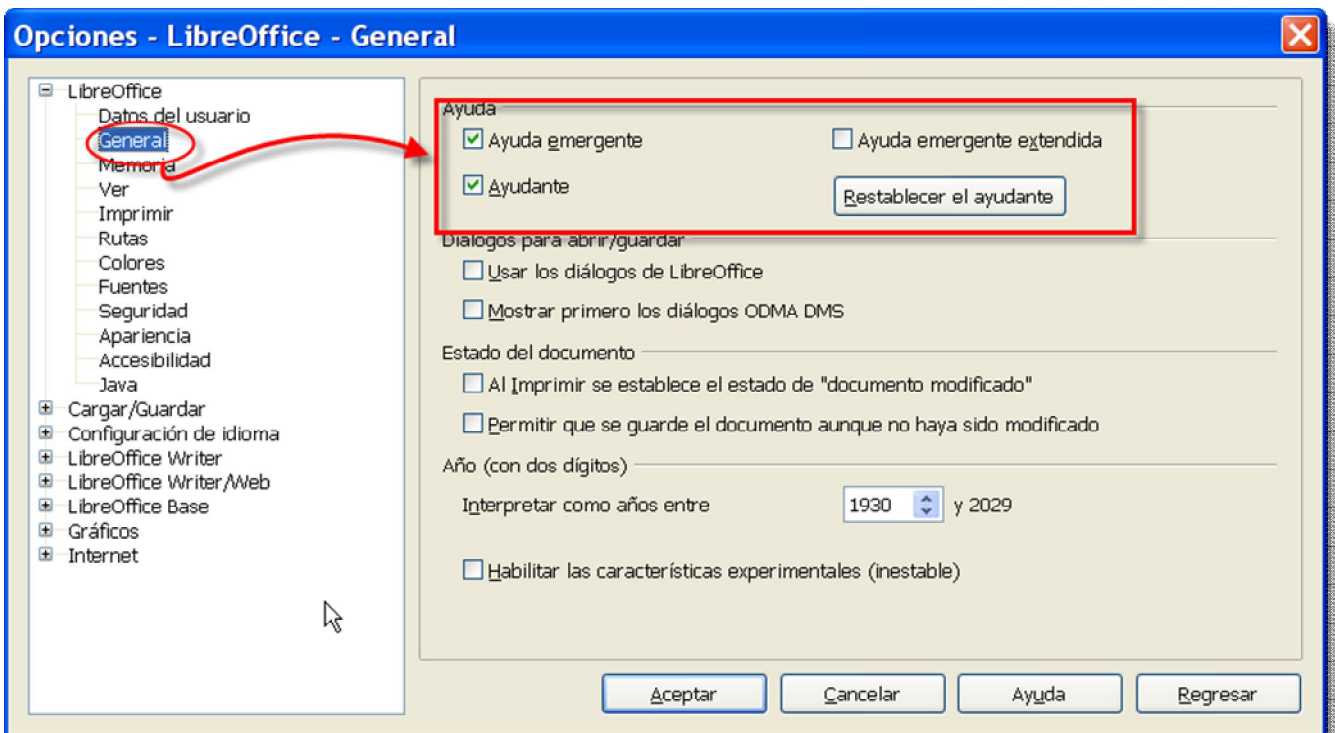 Opciones - LibreOffice - General
LibreOffice
Datos del usuario
General
Memoria
Ver
Imprimir
Rutas
Colores
Fuentes
Seguridad
Apariencia
Accesibilidad
Java
Cargar/Guardar
Configuración de idioma
LibreOffice Writer
LibreOffice Writer/Web
LibreOffice Base
Gráficos
Internet
Ayuda
Ayuda emergente
Ayuda emergente extendida
Ayudante
Restablecer el ayudante
Diálogos para abrir/guardar
Usar los diálogos de LibreOffice
Mostrar primero los diálogos ODMA DMS
Estado del documento
Al Imprimir se establece el estado de "documento modificado"
Permitir que se guarde el documento aunque no haya sido modificado
Año (con dos dígitos)
Interpretar como años entre 1930 y 2029
Habilitar las características experimentales (inestable)
Aceptar
Cancelar
Ayuda
Regresar